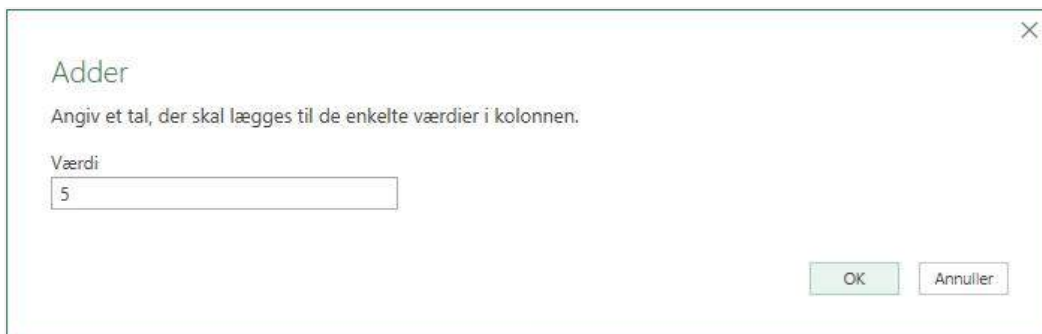 Adder
Angiv et tal, der skal lægges til de enkelte værdier i kolonnen.
Værdi
5
OK
Annuller